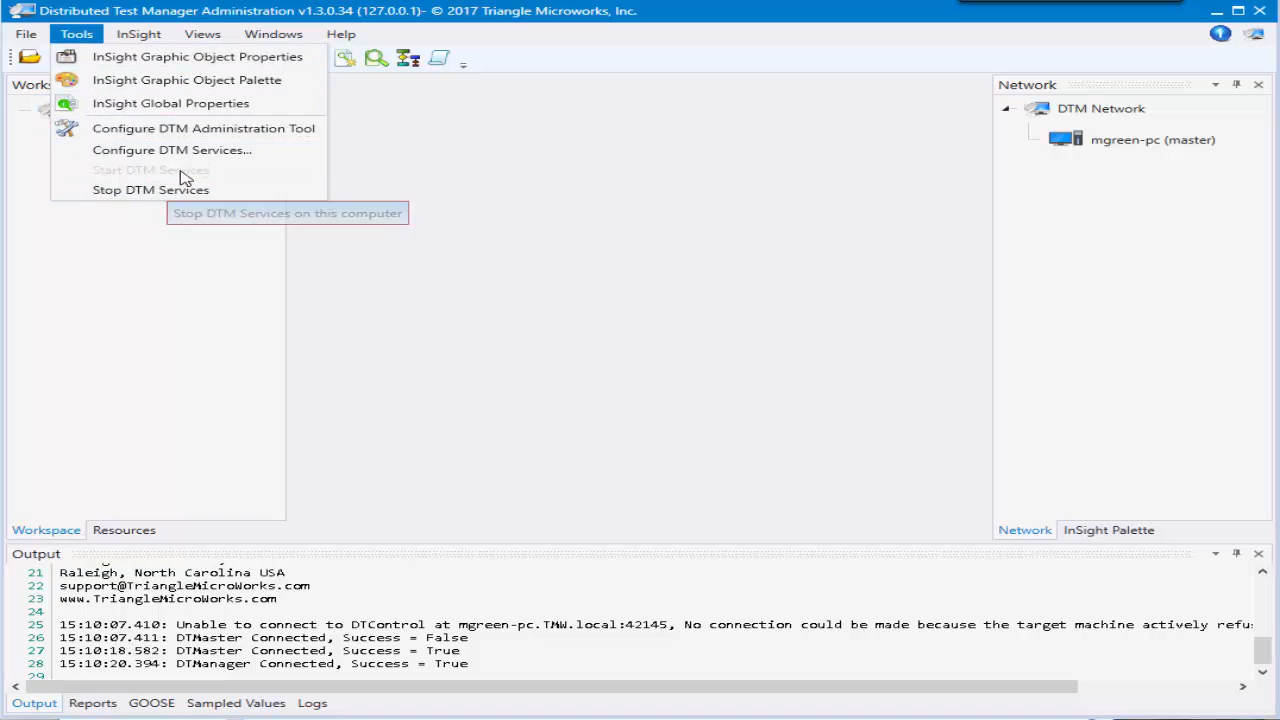 Distributed Test Manager Administration v1.3.0.34 (127.0.0.1)- © 2017 Triangle Microworks, Inc.
File Tools InSight Views Windows Help
InSight Graphic Object Properties
InSight Graphic Object Palette
InSight Global Properties
Configure DTM Administration Tool
Configure DTM Services...
Start DTM Services
Stop DTM Services
Stop DTM Services on this computer
Works
Network
DTM Network
mgreen-pc (master)
Workspace Resources
Network InSight Palette
Output
21 Raleigh, North Carolina USA
22 support@TriangleMicroWorks.com
23 www.TriangleMicroWorks.com
24
25 15:10:07.410: Unable to connect to DTControl at mgreen-pc.TMW.local:42145, No connection could be made because the target machine actively refu
26 15:10:07.411: DTMaster Connected, Success = False
27 15:10:18.582: DTMaster Connected, Success = True
28 15:10:20.394: DTManager Connected, Success = True
29
Output Reports GOOSE Sampled Values Logs